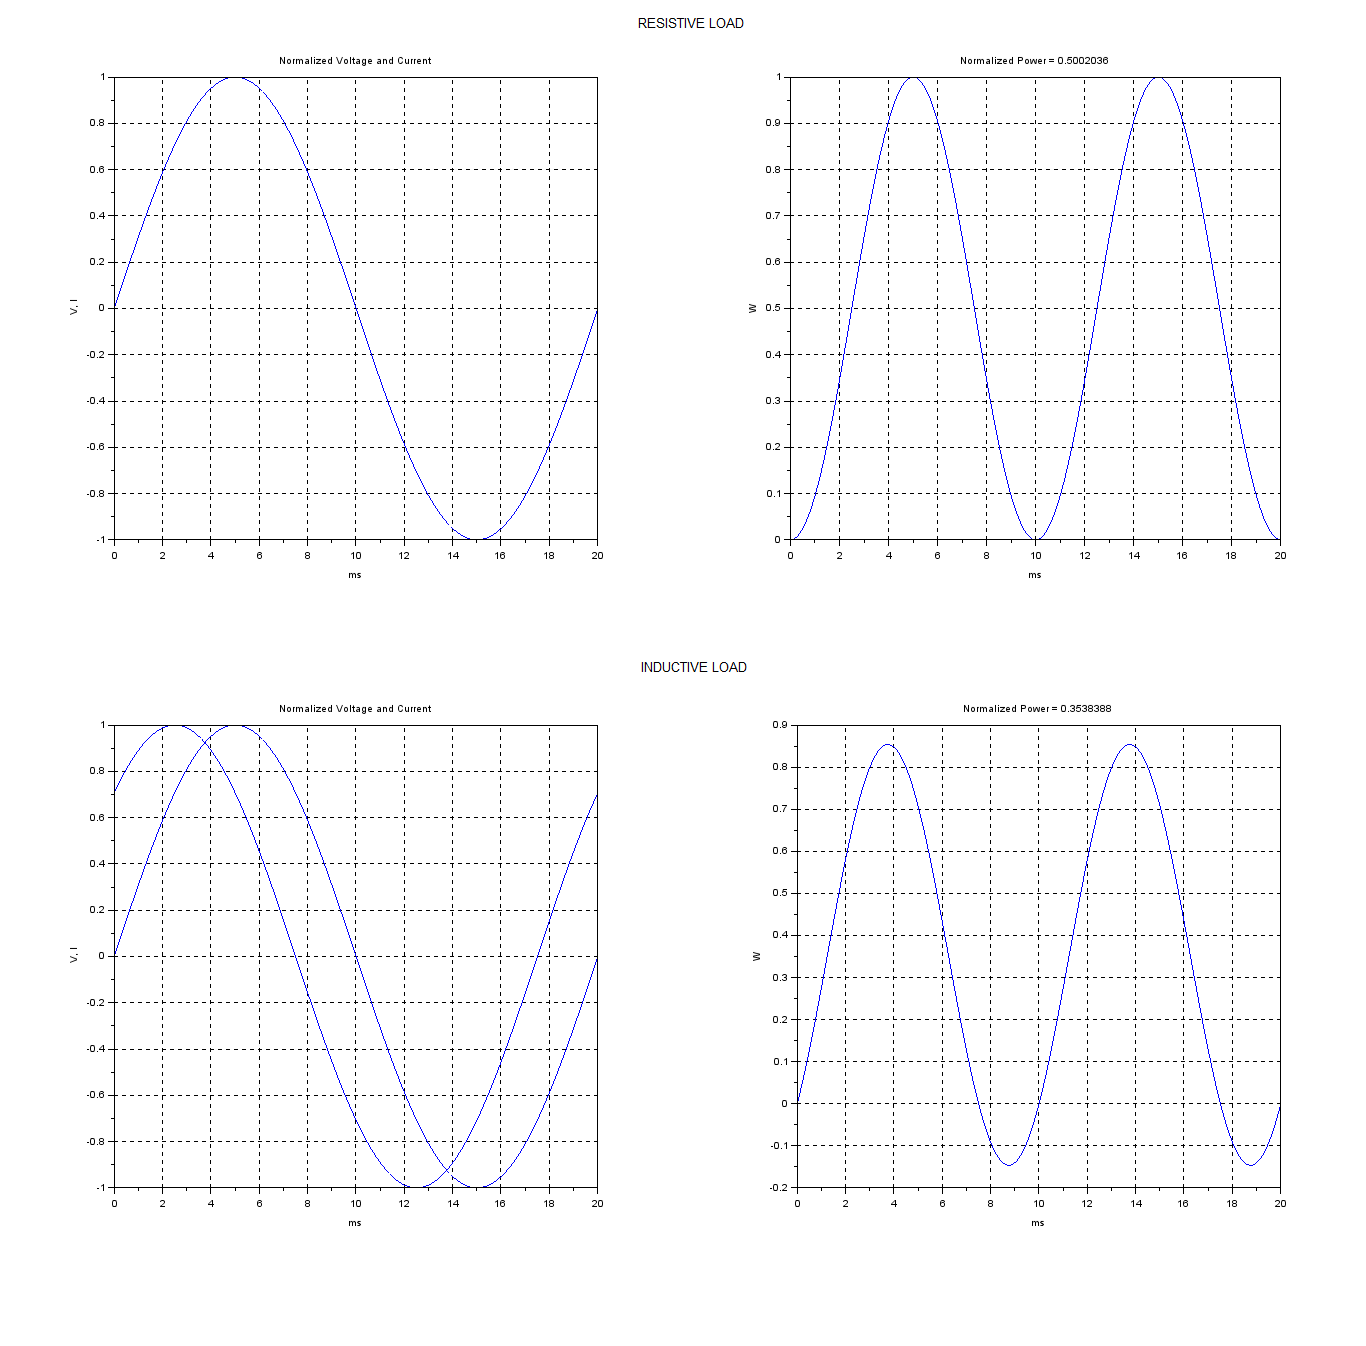 RESISTIVE LOAD
Normalized Voltage and Current
1
0.8
0.6
0.4
0.2
0
-0.2
-0.4
-0.6
-0.8
-1
V, I
0 2 4 6 8 10 12 14 16 18 20
ms
Normalized Power = 0.5002036
1
0.9
0.8
0.7
0.6
0.5
0.4
0.3
0.2
0.1
0
W
0 2 4 6 8 10 12 14 16 18 20
ms
INDUCTIVE LOAD
Normalized Voltage and Current
1
0.8
0.6
0.4
0.2
0
-0.2
-0.4
-0.6
-0.8
-1
V, I
0 2 4 6 8 10 12 14 16 18 20
ms
Normalized Power = 0.3538388
0.9
0.8
0.7
0.6
0.5
0.4
0.3
0.2
0.1
0
-0.1
-0.2
W
0 2 4 6 8 10 12 14 16 18 20
ms